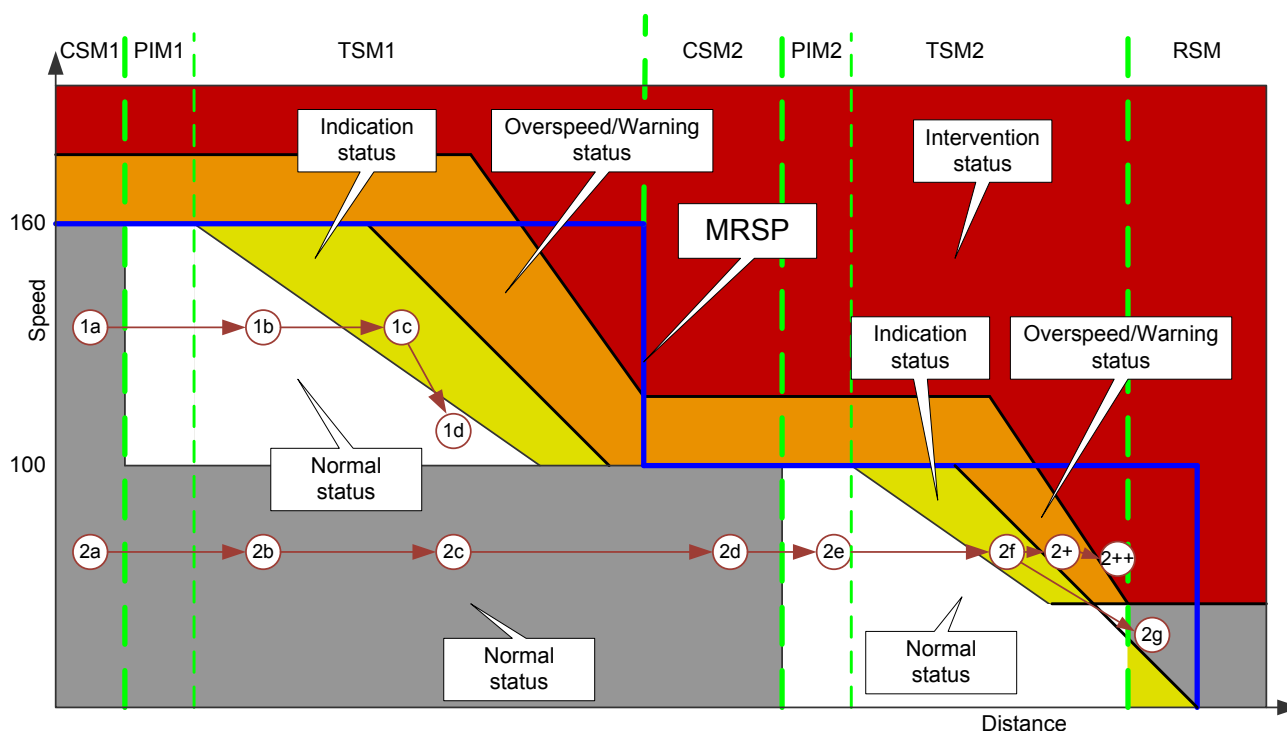 CSM1 PIM1 TSM1 CSM2 PIM2 TSM2 RSM
Indication
status
Overspeed/Warning
status
Intervention
status
160
MRSP
Speed
1a 1b 1c
1d
Indication
status
Overspeed/Warning
status
100
Normal
status
2a 2b 2c 2d 2e 2f 2+ 2++
2g
Normal
status
Normal
status
Distance